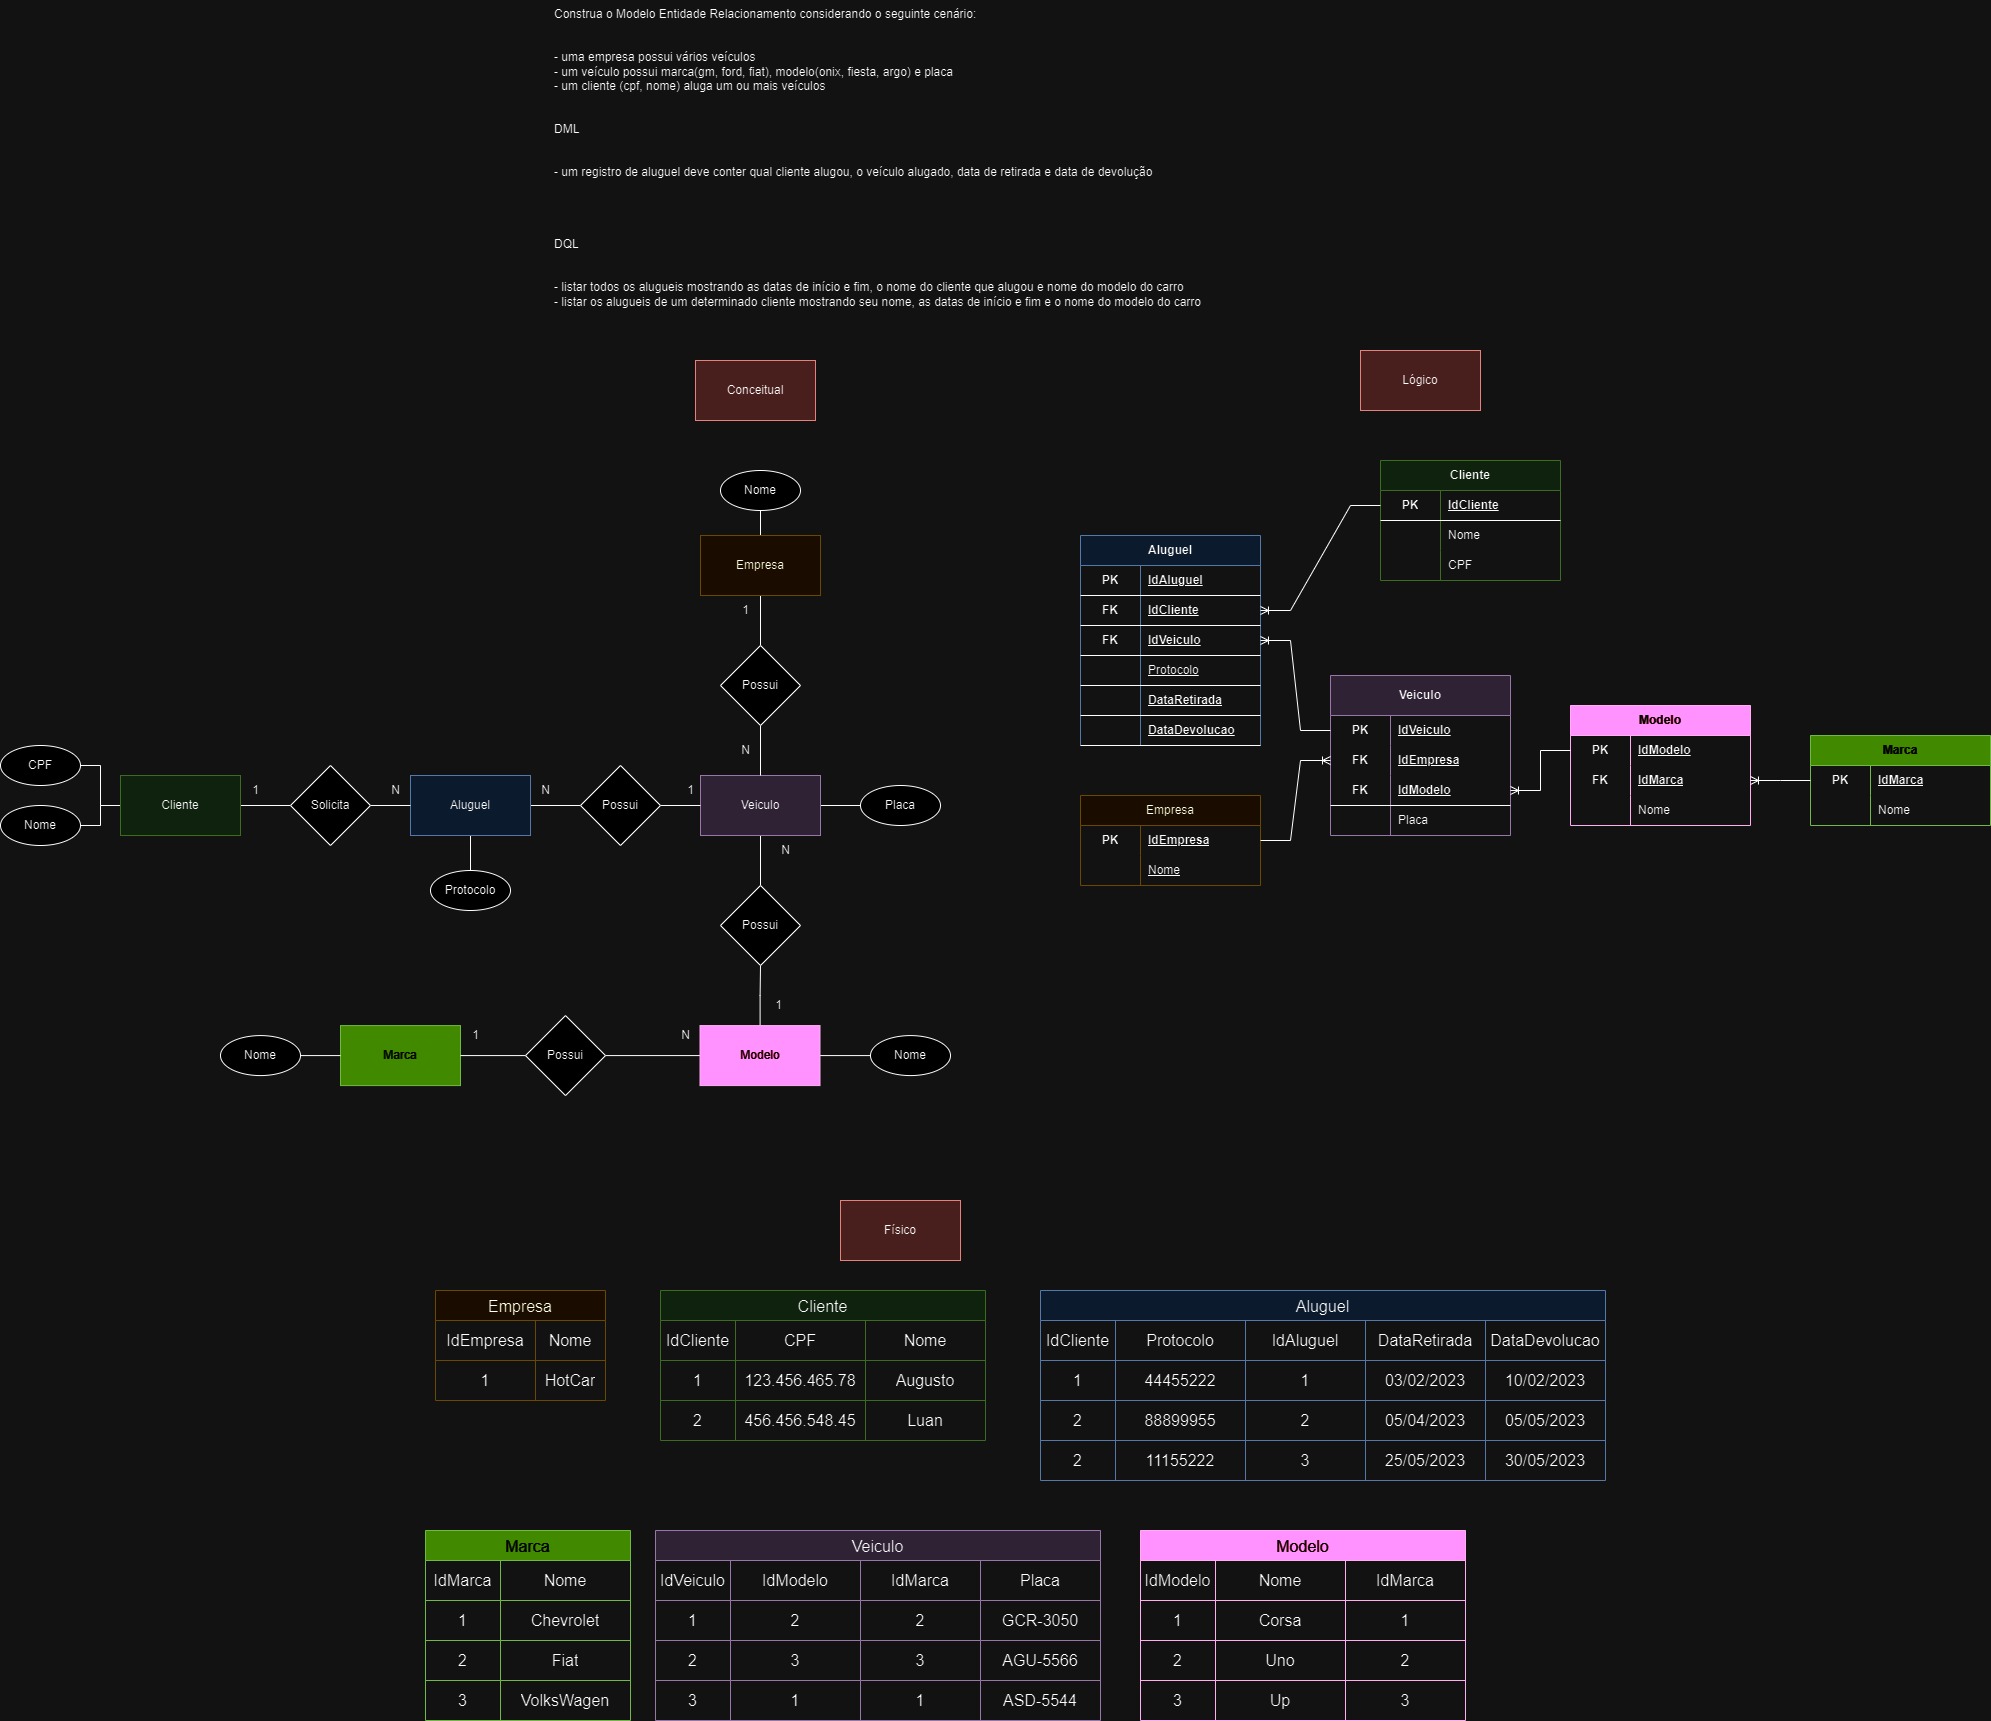 Construa o Modelo Entidade Relacionamento considerando o seguinte cenário:
- uma empresa possui vários veículos
- um veículo possui marca(gm, ford, fiat), modelo(onix, fiesta, argo) e placa
- um cliente (cpf, nome) aluga um ou mais veículos
DML
- um registro de aluguel deve conter qual cliente alugou, o veículo alugado, data de retirada e data de devolução
DQL
- listar todos os alugueis mostrando as datas de início e fim, o nome do cliente que alugou e nome do modelo do carro
- listar os alugueis de um determinado cliente mostrando seu nome, as datas de início e fim e o nome do modelo do carro
Conceitual
Nome
Empresa
1
Possui
N
CPF
Nome
Cliente
1
Solicita
N
Aluguel
N
Possui
1
Veiculo
Placa
Protocolo
N
Possui
1
Nome
Marca
1
Possui
N
Modelo
Nome
Lógico
Cliente
PK IdCliente
Nome
CPF
Aluguel
PK IdAluguel
FK IdCliente
FK IdVeiculo
Protocolo
DataRetirada
DataDevolucao
Veiculo
PK IdVeiculo
FK IdEmpresa
FK IdModelo
Placa
Modelo
PK IdModelo
FK IdMarca
Nome
Marca
PK IdMarca
Nome
Empresa
PK IdEmpresa
Nome
Físico
Empresa
IdEmpresa Nome
1 HotCar
Cliente
IdCliente CPF Nome
1 123.456.465.78 Augusto
2 456.456.548.45 Luan
Aluguel
IdCliente Protocolo IdAluguel DataRetirada DataDevolucao
1 44455222 1 03/02/2023 10/02/2023
2 88899955 2 05/04/2023 05/05/2023
2 11155222 3 25/05/2023 30/05/2023
Marca
IdMarca Nome
1 Chevrolet
2 Fiat
3 VolksWagen
Veiculo
IdVeiculo IdModelo IdMarca Placa
1 2 2 GCR-3050
2 3 3 AGU-5566
3 1 1 ASD-5544
Modelo
IdModelo Nome IdMarca
1 Corsa 1
2 Uno 2
3 Up 3